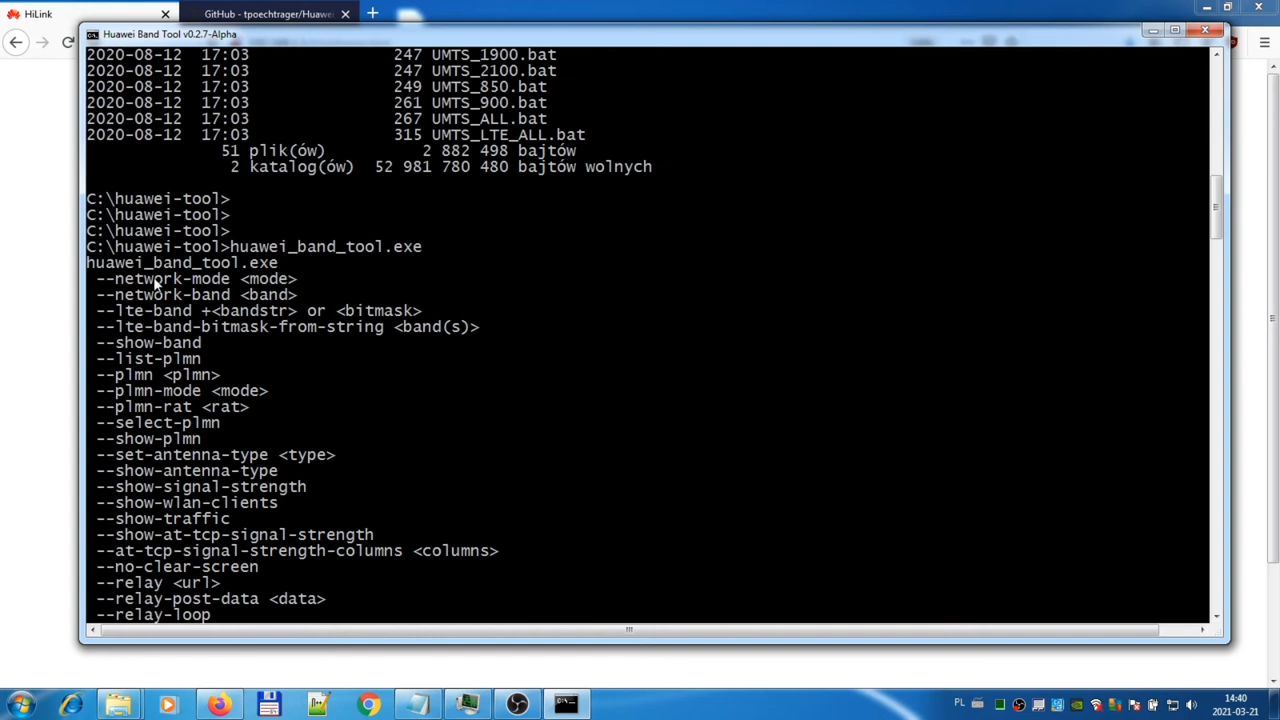 HiLink
GitHub - tpoechtrager/Huawei
Huawei Band Tool v0.2.7-Alpha
2020-08-12 17:03 247 UMTS_1900.bat
2020-08-12 17:03 247 UMTS_2100.bat
2020-08-12 17:03 249 UMTS_850.bat
2020-08-12 17:03 261 UMTS_900.bat
2020-08-12 17:03 267 UMTS_ALL.bat
2020-08-12 17:03 315 UMTS_LTE_ALL.bat
51 plik(ów) 2 882 498 bajtów
2 katalog(ów) 52 981 780 480 bajtów wolnych
C:\huawei-tool>
C:\huawei-tool>
C:\huawei-tool>
C:\huawei-tool>huawei_band_tool.exe
huawei_band_tool.exe
--network-mode <mode>
--network-band <band>
--lte-band +<bandstr> or <bitmask>
--lte-band-bitmask-from-string <band(s)>
--show-band
--list-plmn
--plmn <plmn>
--plmn-mode <mode>
--plmn-rat <rat>
--select-plmn
--show-plmn
--set-antenna-type <type>
--show-antenna-type
--show-signal-strength
--show-wlan-clients
--show-traffic
--show-at-tcp-signal-strength
--at-tcp-signal-strength-columns <columns>
--no-clear-screen
--relay <url>
--relay-post-data <data>
--relay-loop
PL
14:40
2021-03-21